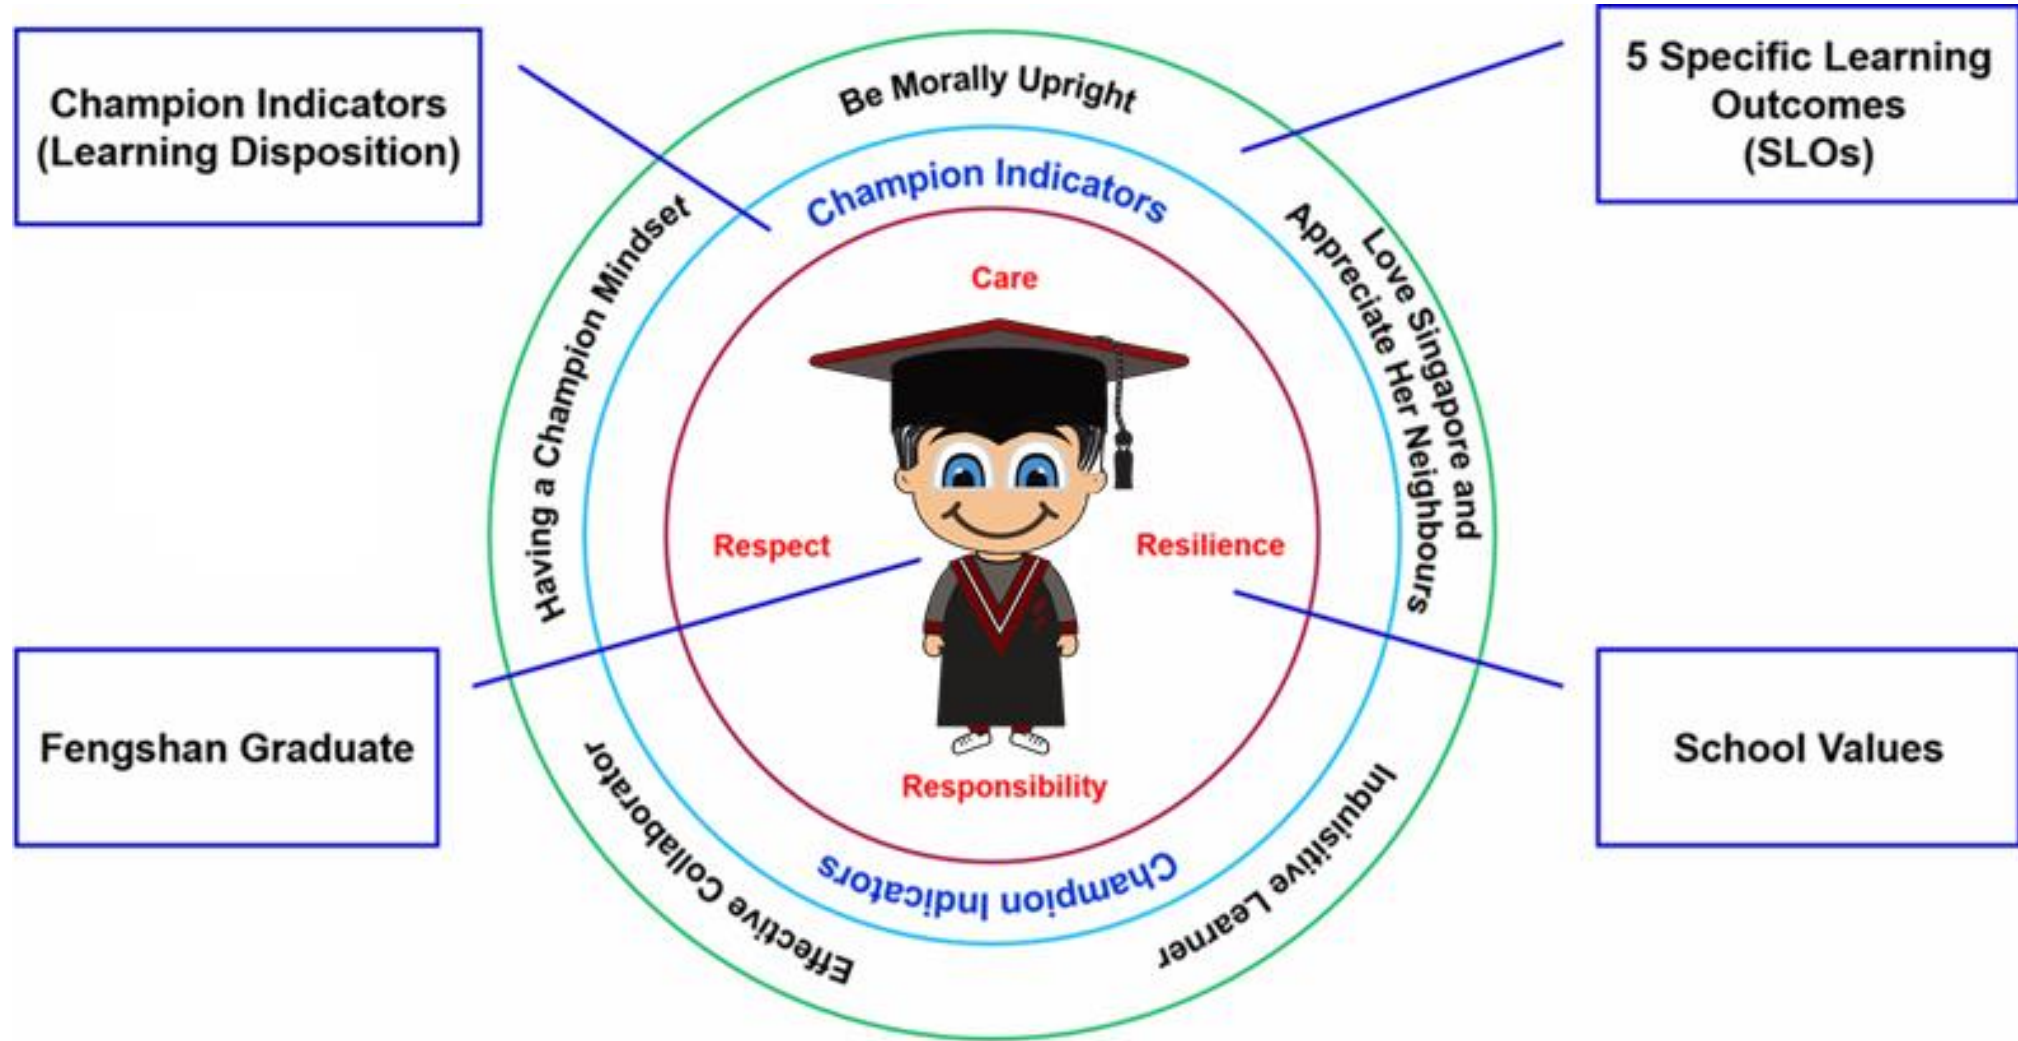 Champion Indicators
(Learning Disposition)
5 Specific Learning
Outcomes
(SLOs)
Be Morally Upright
Champion Indicators
Having a Champion Mindset
Love Singapore and
Appreciate Her Neighbours
Care
Respect
Resilience
Responsibility
Fengshan Graduate
School Values
Champion Indicators
Effective Collaborator
Inquisitive Learner